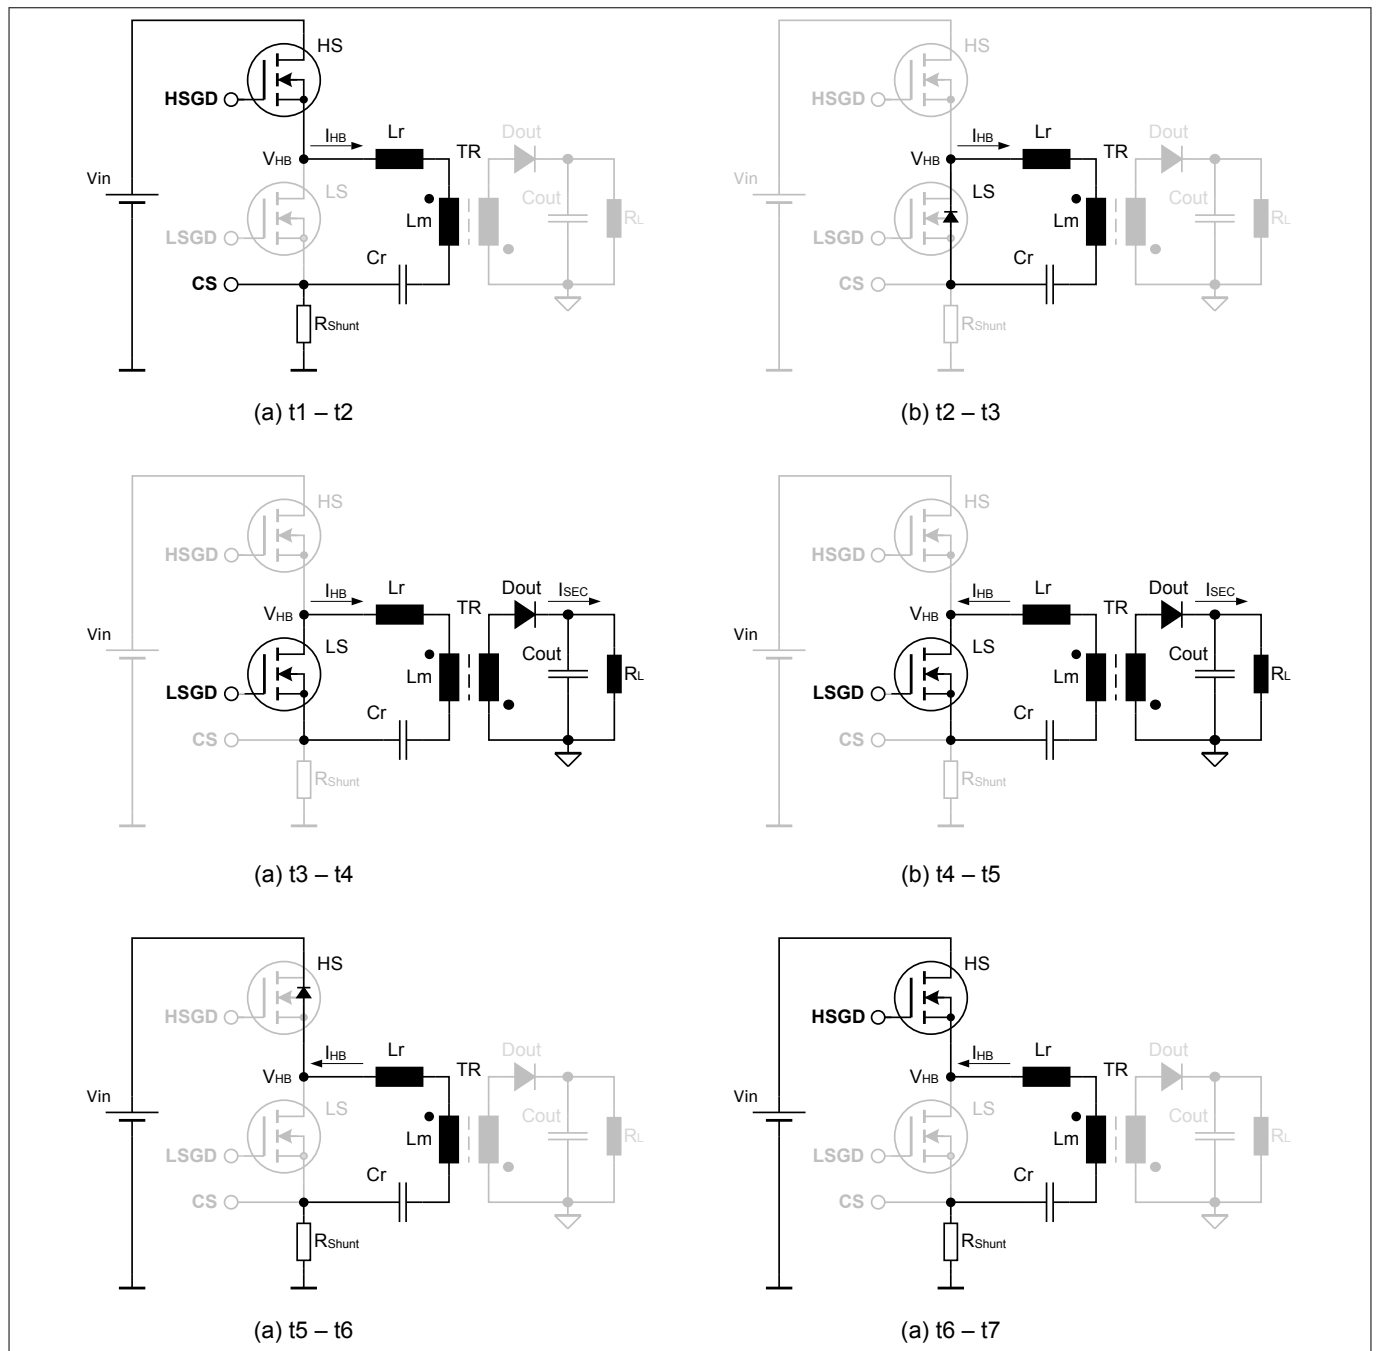 HS
HSGD
IHB
Lr
Dout
VHB
TR
Vin
LS
Cout
Lm
RL
LSGD
Cr
CS
RShunt
(a) t1 – t2
HS
HSGD
IHB
Lr
Dout
VHB
TR
Vin
LS
Cout
Lm
RL
LSGD
Cr
CS
RShunt
(b) t2 – t3
HS
HSGD
IHB
Lr
Dout
ISEC
VHB
TR
Vin
LS
Cout
Lm
RL
LSGD
Cr
CS
RShunt
(a) t3 – t4
HS
HSGD
IHB
Lr
Dout
ISEC
VHB
TR
Vin
LS
Cout
Lm
RL
LSGD
Cr
CS
RShunt
(b) t4 – t5
HS
HSGD
IHB
Lr
Dout
VHB
TR
Vin
LS
Cout
Lm
RL
LSGD
Cr
CS
RShunt
(a) t5 – t6
HS
HSGD
IHB
Lr
Dout
VHB
TR
Vin
LS
Cout
Lm
RL
LSGD
Cr
CS
RShunt
(a) t6 – t7